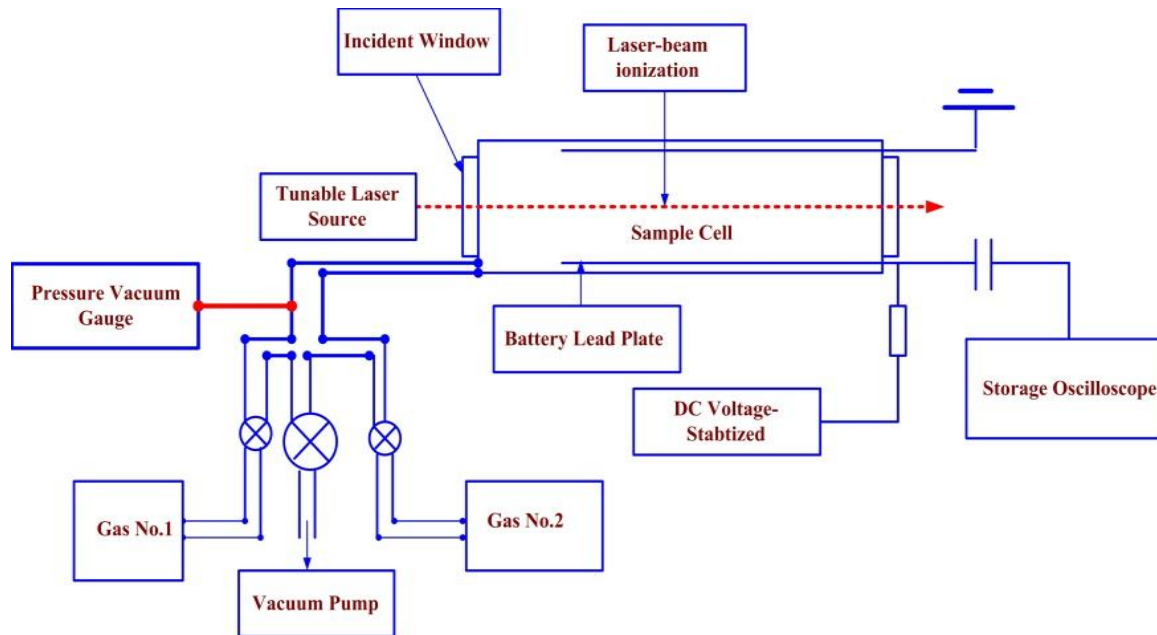 Incident Window
Laser-beam
ionization
Tunable Laser
Source
Sample Cell
Pressure Vacuum
Gauge
Battery Lead Plate
DC Voltage-
Stabtized
Storage Oscilloscope
Gas No.1
Gas No.2
Vacuum Pump